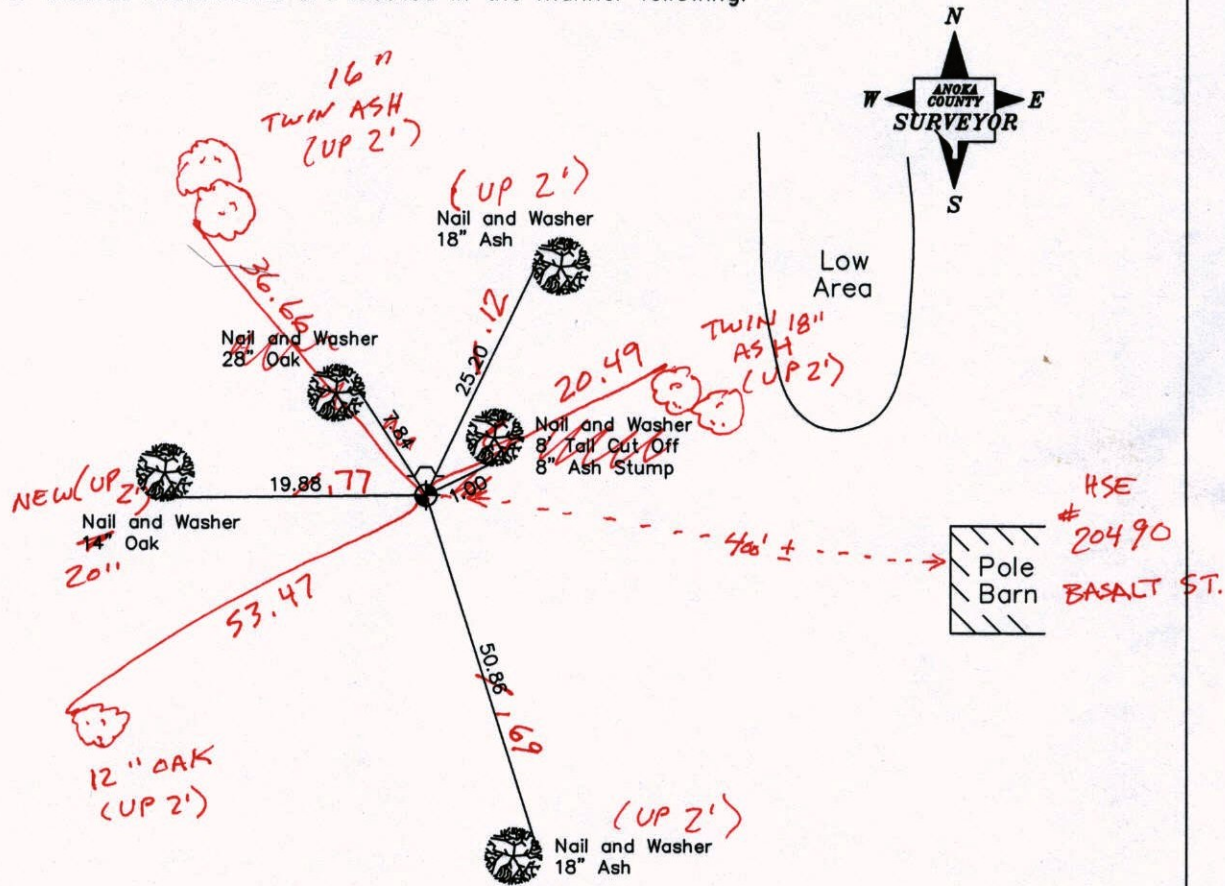 in the manner following:
N
W
ANOKA
COUNTY
E
SURVEYOR
S
16"
TWIN ASH
(UP 2')
(UP 2')
Nail and Washer
18" Ash
Low
Area
36.66
25.20
.12
TWIN 18"
ASH
(UP 2')
20.49
Nail and Washer
28" Oak
7.84
Nail and Washer
8' Tall Cut Off
8" Ash Stump
1.00
NEW (UP 2')
19.88
.77
Nail and Washer
14" Oak
20"
HSE
#
20490
BASALT ST.
400' ±
Pole
Barn
53.47
50.86
.69
12" OAK
(UP 2')
(UP 2')
Nail and Washer
18" Ash